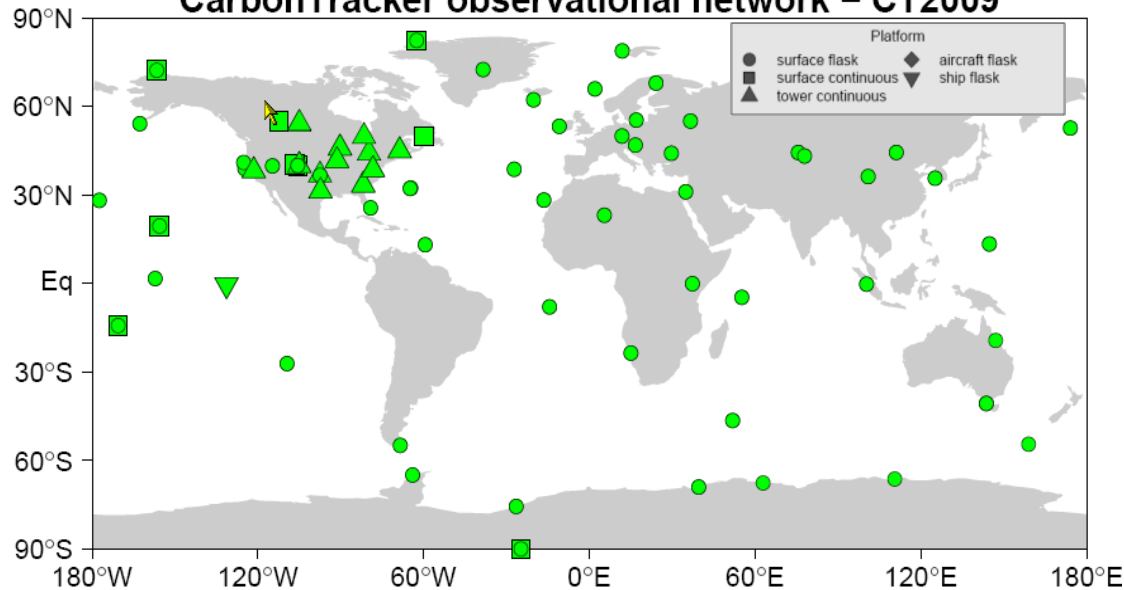 CarbonTracker observational network − CT2009
90°N
Platform
surface flask
aircraft flask
surface continuous
ship flask
tower continuous
60°N
30°N
Eq
30°S
60°S
90°S
180°W 120°W 60°W 0°E 60°E 120°E 180°E